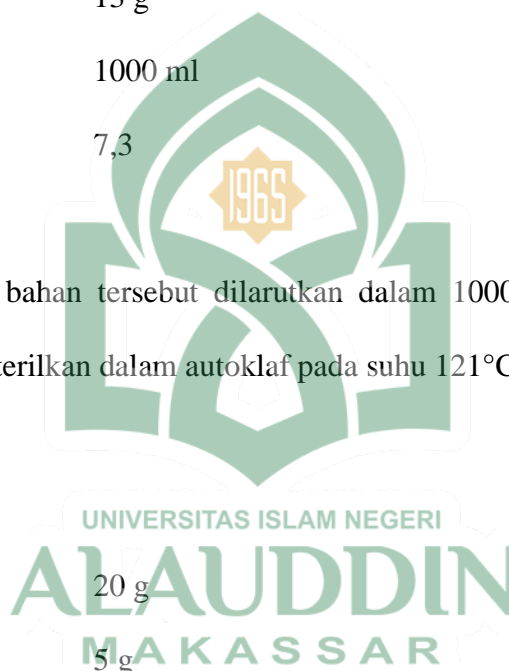 15 g
1000 ml
7,3
1965
bahan tersebut dilarutkan dalam 1000
terilkan dalam autoklaf pada suhu 121°C
UNIVERSITAS ISLAM NEGERI
ALAUDDIN
20 g
MAKASSAR
5 g